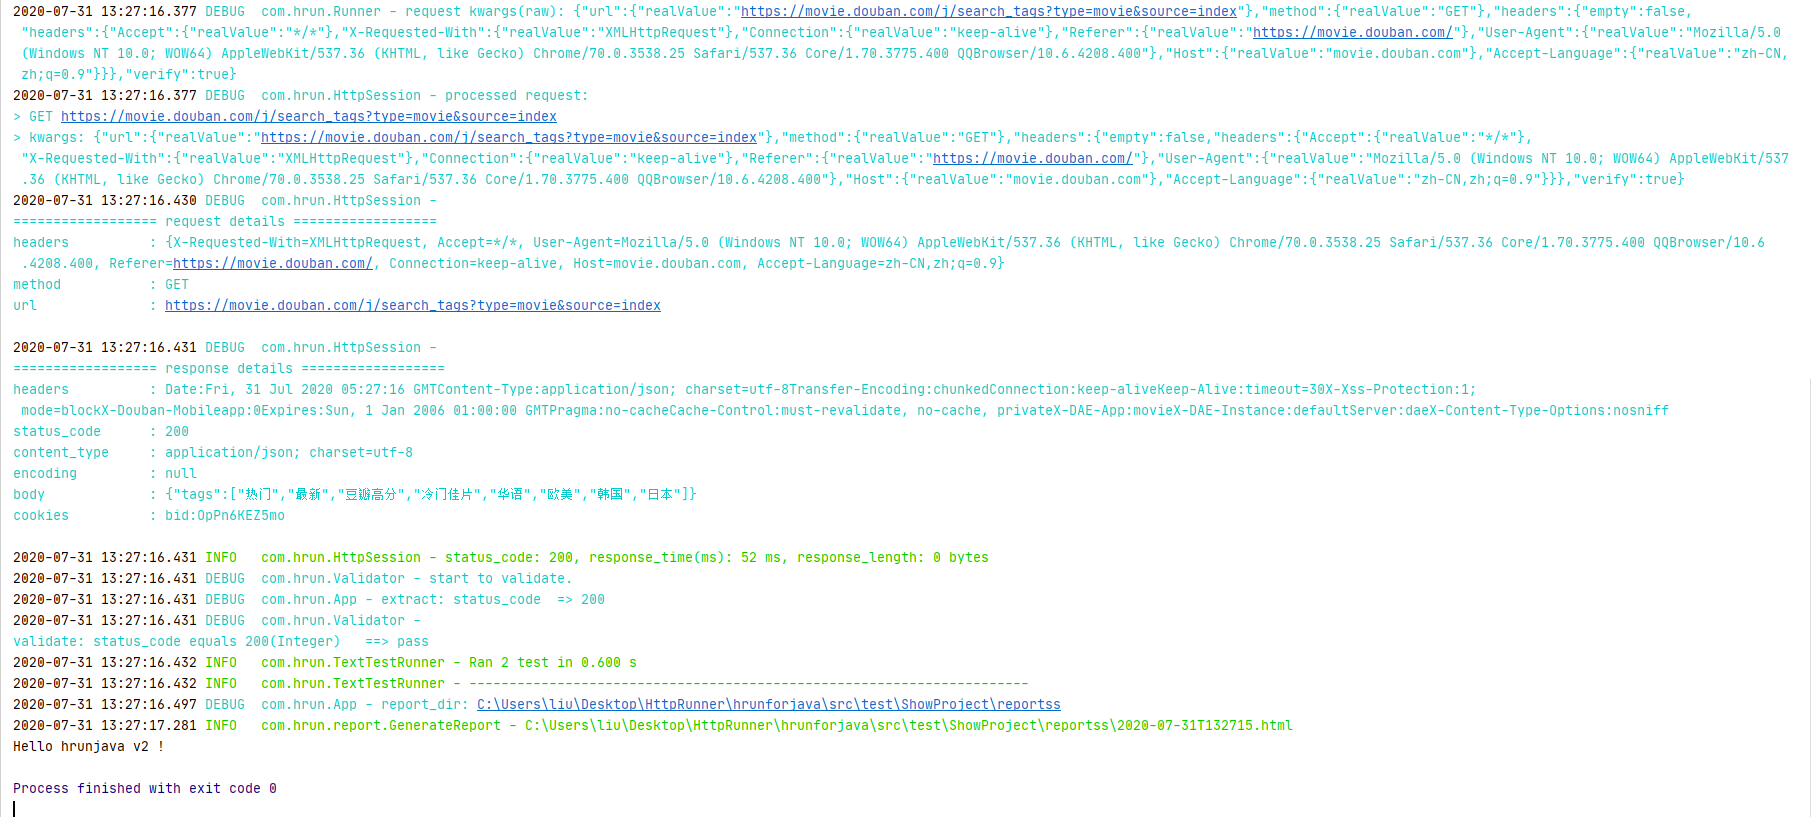 2020-07-31 13:27:16.377 DEBUG  com.hrun.Runner - request kwargs(raw): {"url":{"realValue":"https://movie.douban.com/j/search_tags?type=movie&source=index"},"method":{"realValue":"GET"},"headers":{"empty":false,
"headers":{"Accept":{"realValue":"*/*"},"X-Requested-With":{"realValue":"XMLHttpRequest"},"Connection":{"realValue":"keep-alive"},"Referer":{"realValue":"https://movie.douban.com/"},"User-Agent":{"realValue":"Mozilla/5.0
(Windows NT 10.0; WOW64) AppleWebKit/537.36 (KHTML, like Gecko) Chrome/70.0.3538.25 Safari/537.36 Core/1.70.3775.400 QQBrowser/10.6.4208.400"},"Host":{"realValue":"movie.douban.com"},"Accept-Language":{"realValue":"zh-CN,
zh;q=0.9"}}},"verify":true}
2020-07-31 13:27:16.377 DEBUG  com.hrun.HttpSession - processed request:
> GET https://movie.douban.com/j/search_tags?type=movie&source=index
> kwargs: {"url":{"realValue":"https://movie.douban.com/j/search_tags?type=movie&source=index"},"method":{"realValue":"GET"},"headers":{"empty":false,"headers":{"Accept":{"realValue":"*/*"},
"X-Requested-With":{"realValue":"XMLHttpRequest"},"Connection":{"realValue":"keep-alive"},"Referer":{"realValue":"https://movie.douban.com/"},"User-Agent":{"realValue":"Mozilla/5.0 (Windows NT 10.0; WOW64) AppleWebKit/537
.36 (KHTML, like Gecko) Chrome/70.0.3538.25 Safari/537.36 Core/1.70.3775.400 QQBrowser/10.6.4208.400"},"Host":{"realValue":"movie.douban.com"},"Accept-Language":{"realValue":"zh-CN,zh;q=0.9"}}},"verify":true}
2020-07-31 13:27:16.430 DEBUG  com.hrun.HttpSession -
================== request details ==================
headers          : {X-Requested-With=XMLHttpRequest, Accept=*/*, User-Agent=Mozilla/5.0 (Windows NT 10.0; WOW64) AppleWebKit/537.36 (KHTML, like Gecko) Chrome/70.0.3538.25 Safari/537.36 Core/1.70.3775.400 QQBrowser/10.6
.4208.400, Referer=https://movie.douban.com/, Connection=keep-alive, Host=movie.douban.com, Accept-Language=zh-CN,zh;q=0.9}
method           : GET
url              : https://movie.douban.com/j/search_tags?type=movie&source=index
2020-07-31 13:27:16.431 DEBUG  com.hrun.HttpSession -
================== response details ==================
headers          : Date:Fri, 31 Jul 2020 05:27:16 GMTContent-Type:application/json; charset=utf-8Transfer-Encoding:chunkedConnection:keep-aliveKeep-Alive:timeout=30X-Xss-Protection:1;
mode=blockX-Douban-Mobileapp:0Expires:Sun, 1 Jan 2006 01:00:00 GMTPragma:no-cacheCache-Control:must-revalidate, no-cache, privateX-DAE-App:movieX-DAE-Instance:defaultServer:daeX-Content-Type-Options:nosniff
status_code      : 200
content_type     : application/json; charset=utf-8
encoding         : null
body             : {"tags":["热门","最新","豆瓣高分","冷门佳片","华语","欧美","韩国","日本"]}
cookies          : bid:OpPn6KEZ5mo
2020-07-31 13:27:16.431 INFO   com.hrun.HttpSession - status_code: 200, response_time(ms): 52 ms, response_length: 0 bytes
2020-07-31 13:27:16.431 DEBUG  com.hrun.Validator - start to validate.
2020-07-31 13:27:16.431 DEBUG  com.hrun.App - extract: status_code  => 200
2020-07-31 13:27:16.431 DEBUG  com.hrun.Validator -
validate: status_code equals 200(Integer)   ==> pass
2020-07-31 13:27:16.432 INFO   com.hrun.TextTestRunner - Ran 2 test in 0.600 s
2020-07-31 13:27:16.432 INFO   com.hrun.TextTestRunner - ----------------------------------------------------------------------
2020-07-31 13:27:16.497 DEBUG  com.hrun.App - report_dir: C:\Users\liu\Desktop\HttpRunner\hrunforjava\src\test\ShowProject\reportss
2020-07-31 13:27:17.281 INFO   com.hrun.report.GenerateReport - C:\Users\liu\Desktop\HttpRunner\hrunforjava\src\test\ShowProject\reportss\2020-07-31T132715.html
Hello hrunjava v2 !
Process finished with exit code 0